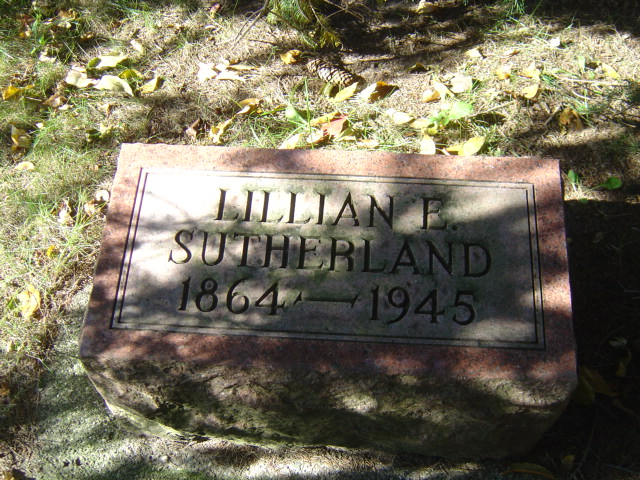 LILLIAN E.
SUTHERLAND
1864 — 1945